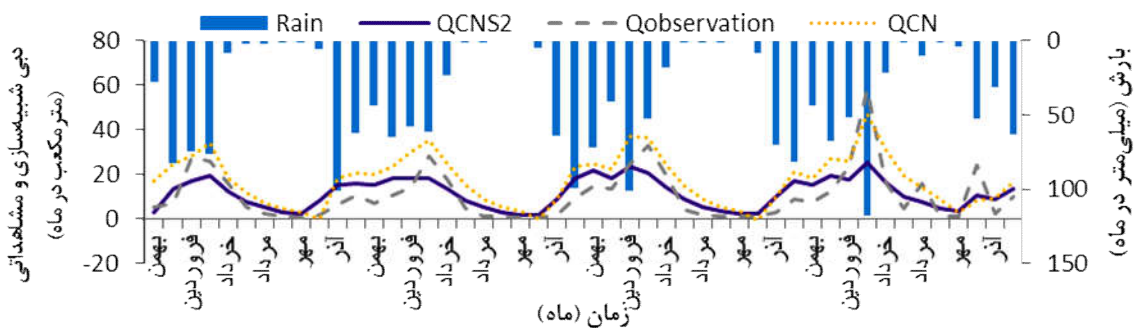 Rain QCNS2 Qobservation QCN
دبی شبیه‌سازی و مشاهداتی
(مترمکعب در ماه)
80
60
40
20
0
-20
0
50
100
150
بارش (میلی‌متر در ماه)
بهمن
فروردین
خرداد
مرداد
مهر
آذر
بهمن
فروردین
خرداد
مرداد
مهر
آذر
بهمن
فروردین
خرداد
مرداد
مهر
آذر
بهمن
فروردین
خرداد
مرداد
مهر
آذر
زمان (ماه)